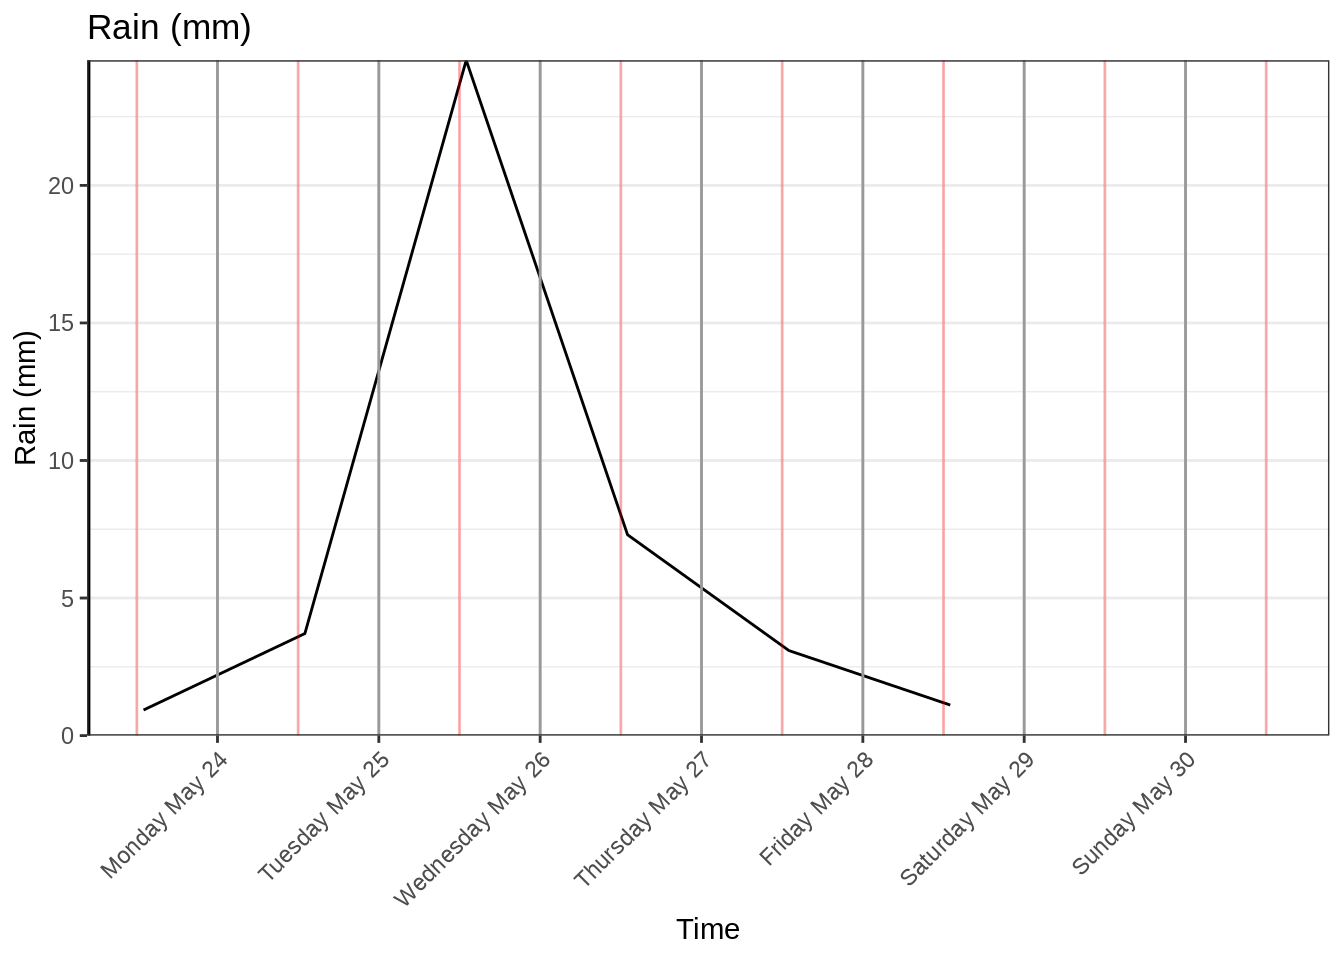 Rain (mm)
Rain (mm)
20
15
10
5
0
Monday May 24
Tuesday May 25
Wednesday May 26
Thursday May 27
Friday May 28
Saturday May 29
Sunday May 30
Time